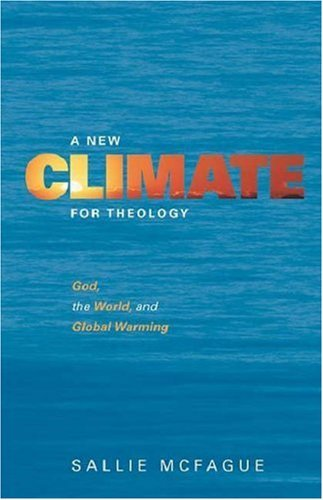 A NEW
CLIMATE
FOR THEOLOGY
God,
the World, and
Global Warming
SALLIE MCFAGUE